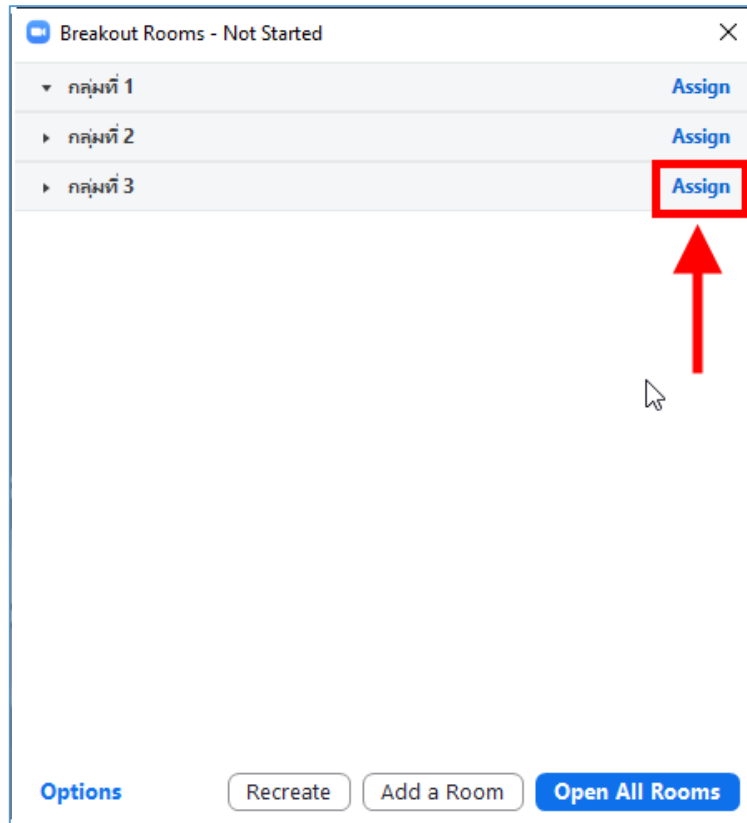 Breakout Rooms - Not Started
กลุ่มที่ 1 Assign
กลุ่มที่ 2 Assign
กลุ่มที่ 3 Assign
Options Recreate Add a Room Open All Rooms